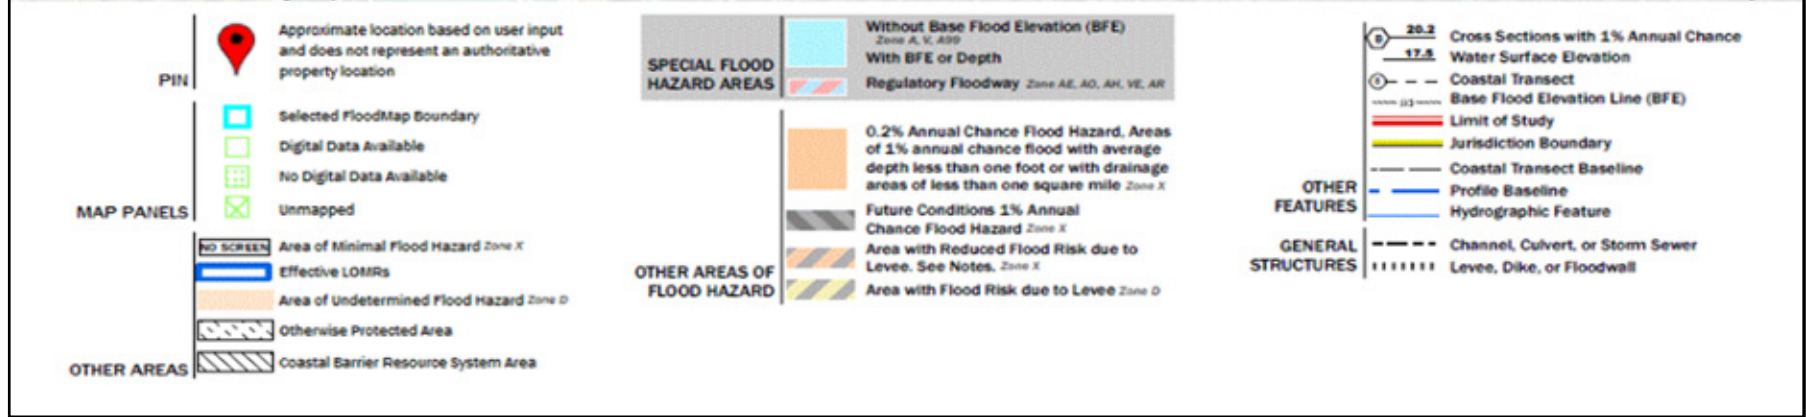 PIN
Approximate location based on user input
and does not represent an authoritative
property location
MAP PANELS
Selected FloodMap Boundary
Digital Data Available
No Digital Data Available
Unmapped
OTHER AREAS
NO SCREEN Area of Minimal Flood Hazard Zone X
Effective LOMRs
Area of Undetermined Flood Hazard Zone D
Otherwise Protected Area
Coastal Barrier Resource System Area
SPECIAL FLOOD
HAZARD AREAS
Without Base Flood Elevation (BFE)
Zone A, V, A99
With BFE or Depth
Regulatory Floodway Zone AE, AO, AH, VE, AR
OTHER AREAS OF
FLOOD HAZARD
0.2% Annual Chance Flood Hazard, Areas
of 1% annual chance flood with average
depth less than one foot or with drainage
areas of less than one square mile Zone X
Future Conditions 1% Annual
Chance Flood Hazard Zone X
Area with Reduced Flood Risk due to
Levee. See Notes. Zone X
Area with Flood Risk due to Levee Zone D
OTHER
FEATURES
20.2 Cross Sections with 1% Annual Chance
17.5 Water Surface Elevation
Coastal Transect
Base Flood Elevation Line (BFE)
Limit of Study
Jurisdiction Boundary
Coastal Transect Baseline
Profile Baseline
Hydrographic Feature
GENERAL
STRUCTURES
Channel, Culvert, or Storm Sewer
Levee, Dike, or Floodwall